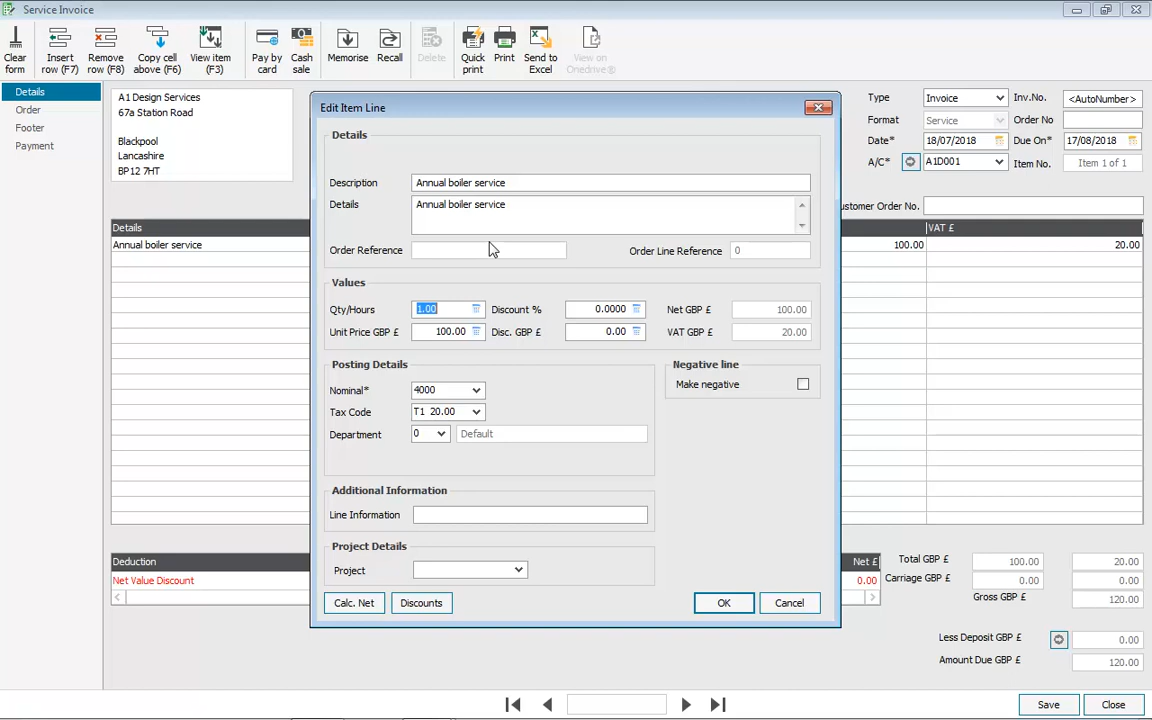 Service Invoice
Clear form
Insert row (F7)
Remove row (F8)
Copy cell above (F6)
View item (F3)
Pay by card
Cash sale
Memorise
Recall
Delete
Quick print
Print
Send to Excel
View on Onedrive®
Details
Order
Footer
Payment
A1 Design Services
67a Station Road
Blackpool
Lancashire
BP12 7HT
Type Invoice Inv.No. <AutoNumber>
Format Service Order No
Date* 18/07/2018 Due On* 17/08/2018
A/C* A1D001 Item No. Item 1 of 1
ustomer Order No.
Details VAT £
Annual boiler service 100.00 20.00
Edit Item Line
Details
Description Annual boiler service
Details Annual boiler service
Order Reference Order Line Reference 0
Values
Qty/Hours 1.00 Discount % 0.0000 Net GBP £ 100.00
Unit Price GBP £ 100.00 Disc. GBP £ 0.00 VAT GBP £ 20.00
Posting Details
Nominal* 4000
Tax Code T1 20.00
Department 0 Default
Negative line
Make negative
Additional Information
Line Information
Project Details
Project
Calc. Net Discounts OK Cancel
Deduction Net £
Net Value Discount 0.00
Total GBP £ 100.00 20.00
Carriage GBP £ 0.00 0.00
Gross GBP £ 120.00
Less Deposit GBP £ 0.00
Amount Due GBP £ 120.00
Save Close